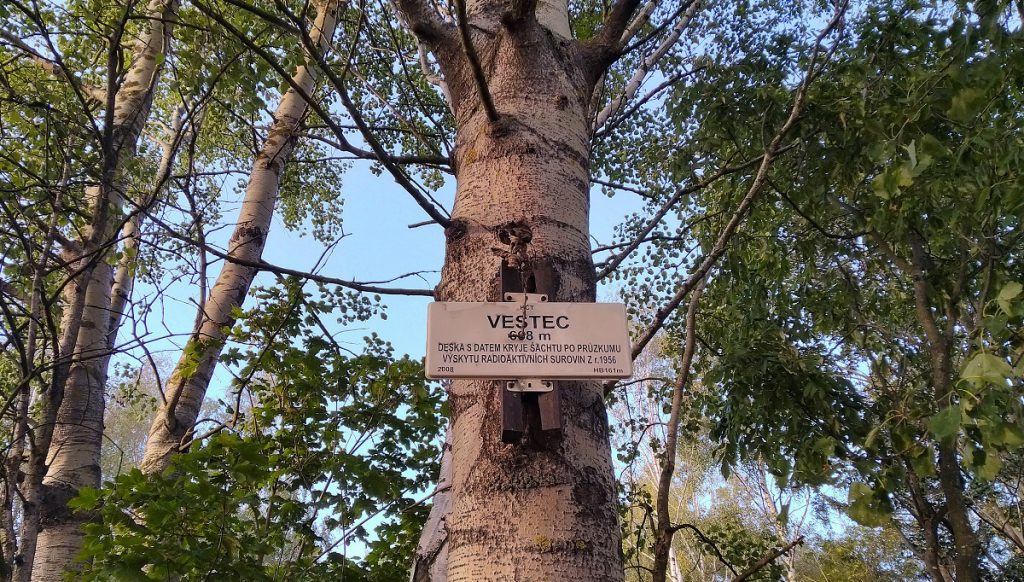 VESTEC
m
DESKA S DATEM KRYJE ŠACHTU PO PRŮZKUMU
VÝSKYTU RADIOAKTIVNÍCH SUROVIN Z r.1956
2008 HB161m